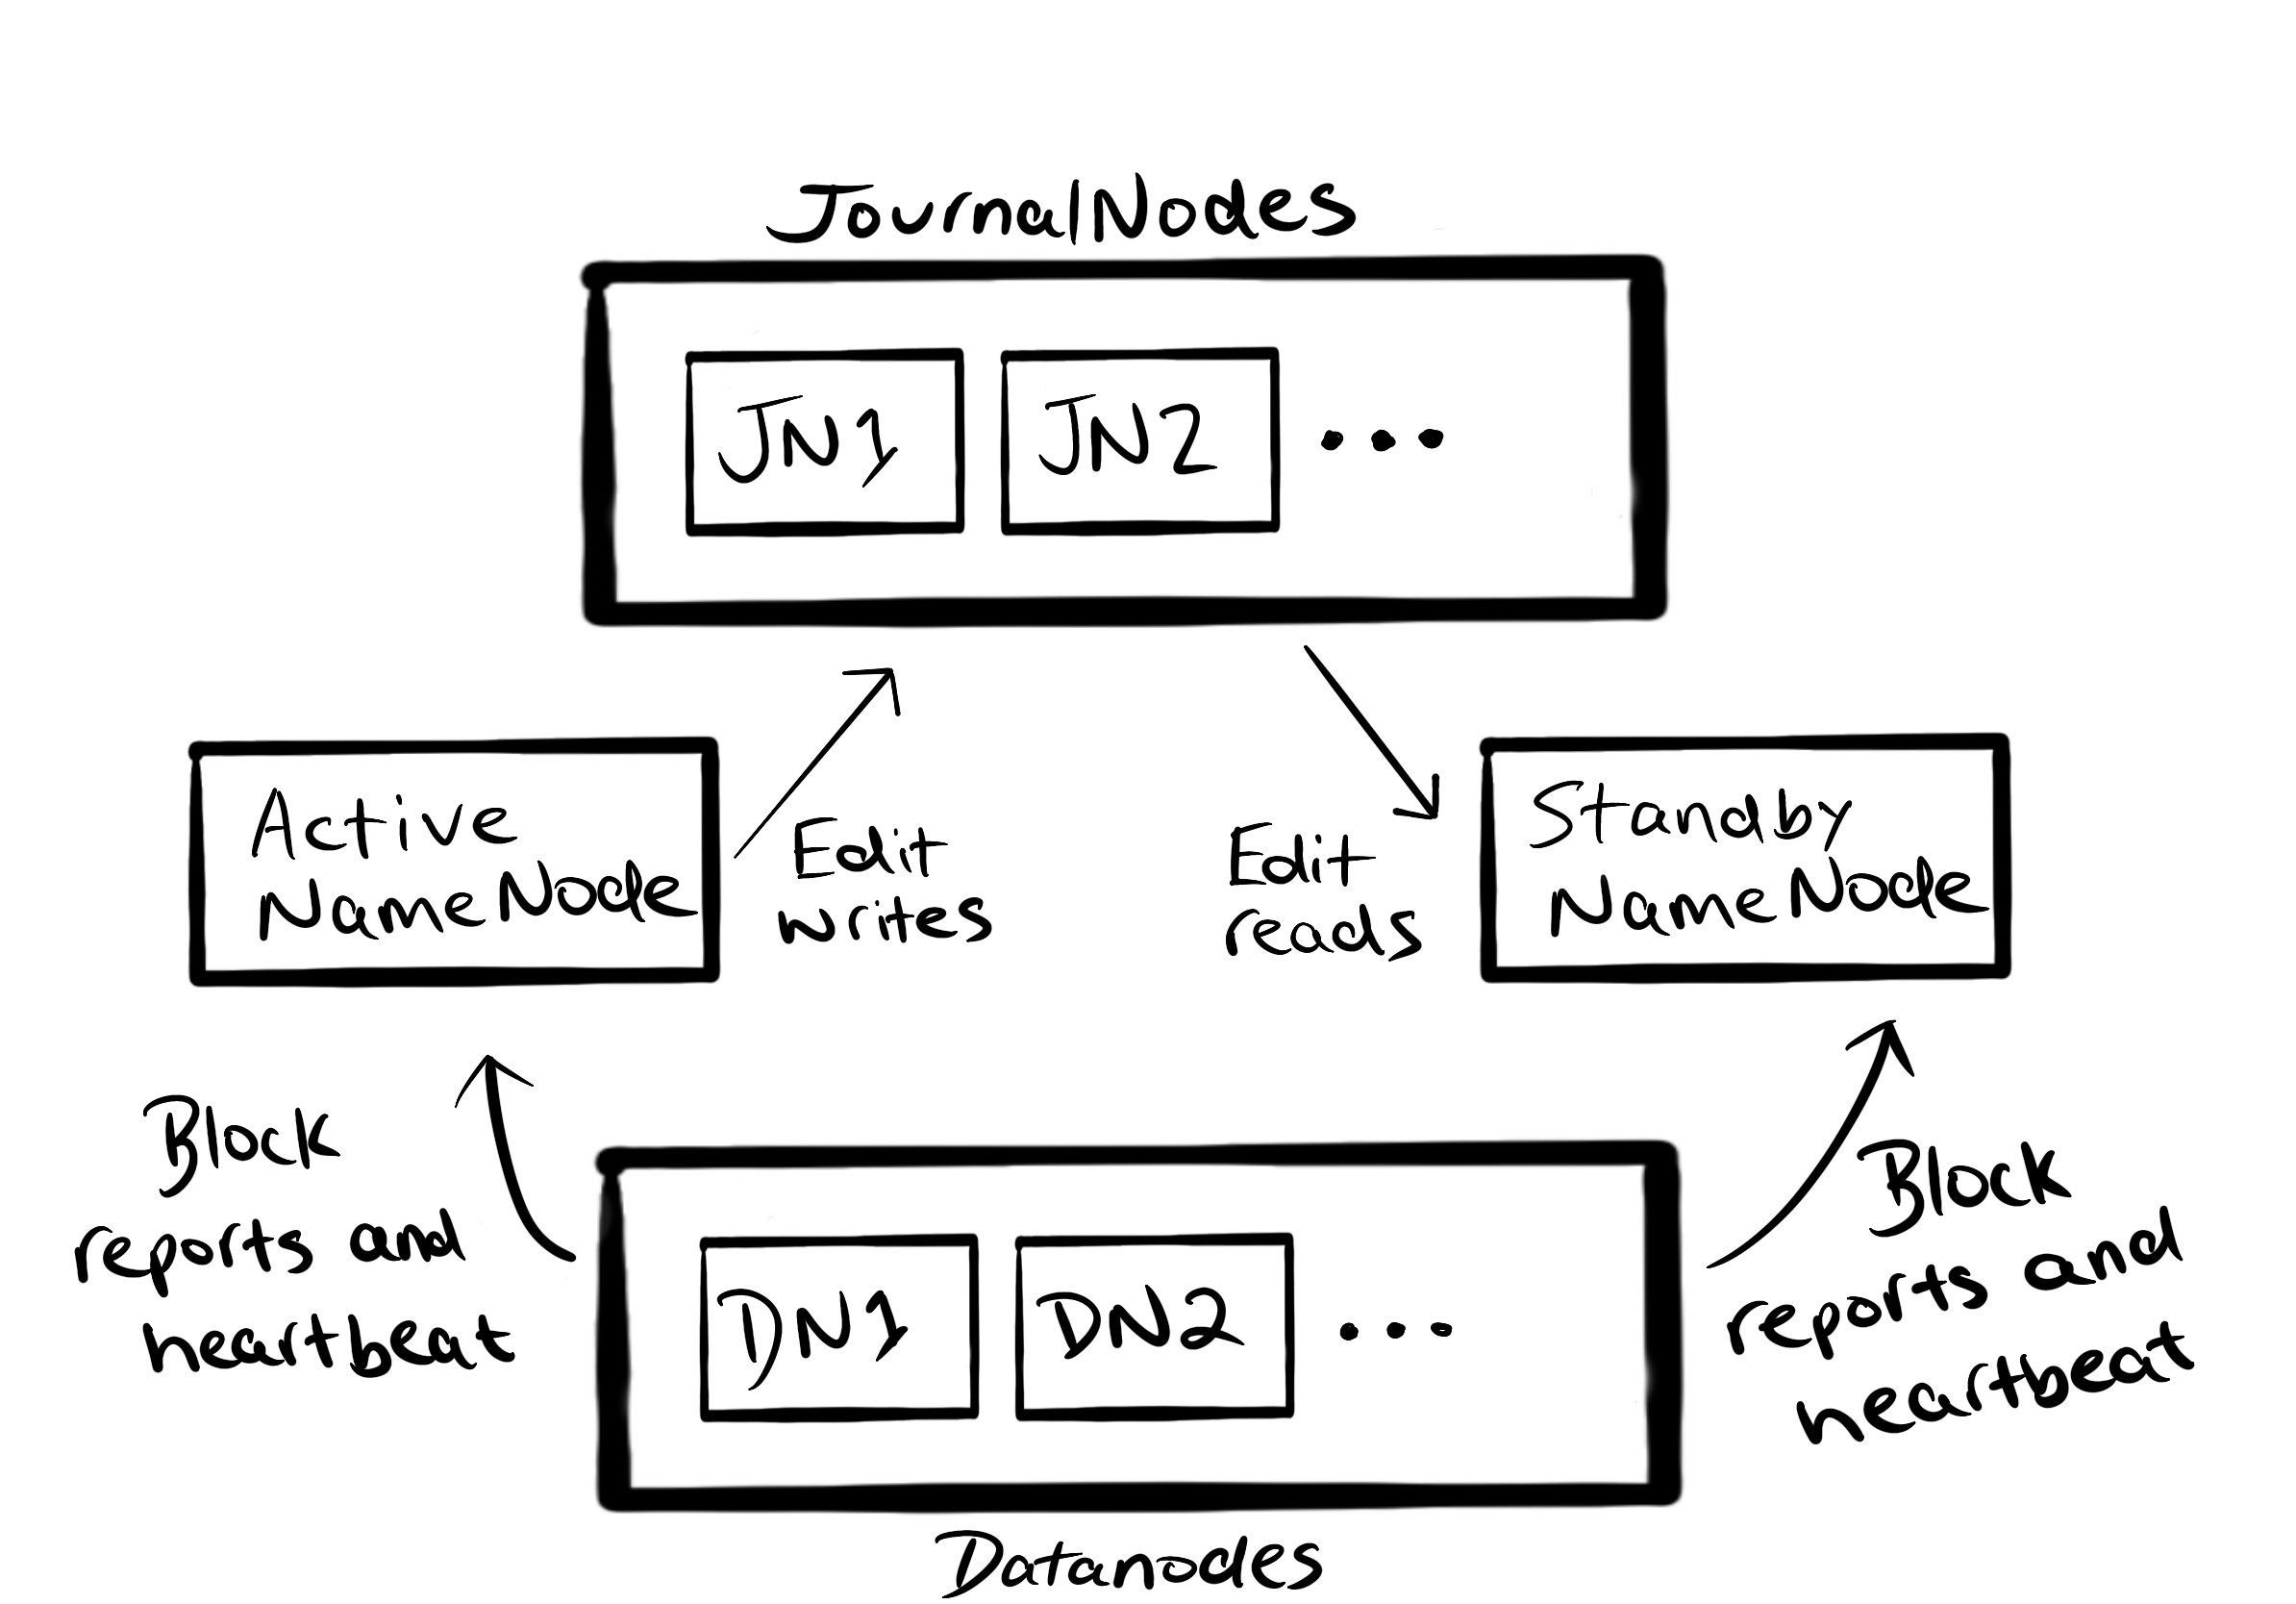 JournalNodes
JN1
JN2
...
Active
NameNode
Edit
writes
Edit
reads
Standby
NameNode
Block
reports and
heartbeat
DN1
DN2
...
Block
reports and
heartbeat
Datanodes